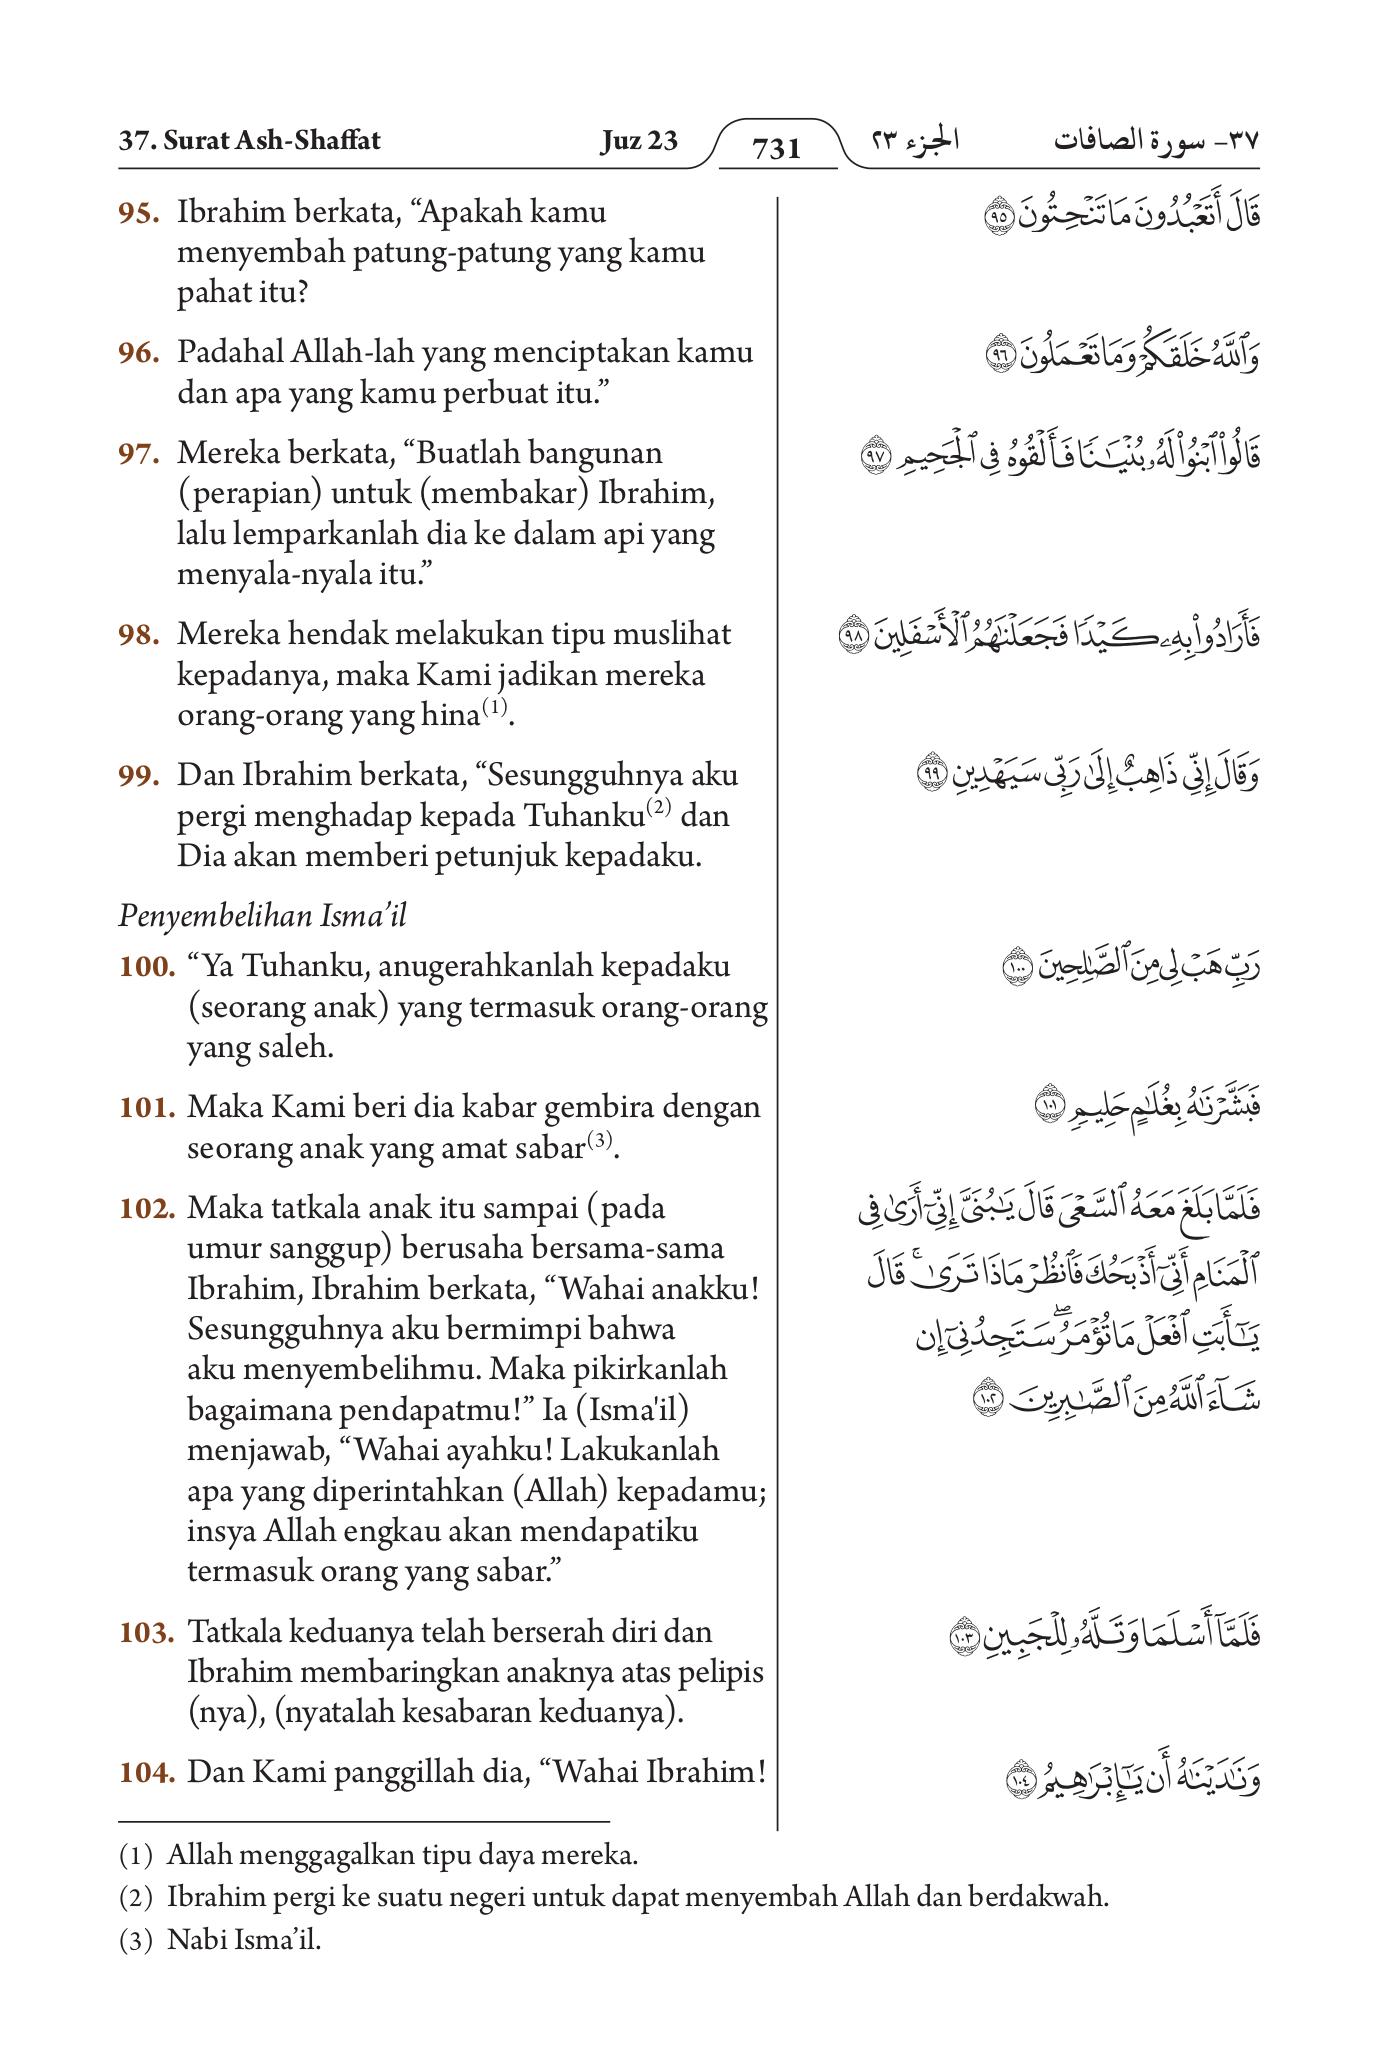 37. Surat Ash-Shaffat Juz 23 731 الجزء ٢٣ ٣٧- سورة الصافات
95. Ibrahim berkata, “Apakah kamu
menyembah patung-patung yang kamu
pahat itu?
96. Padahal Allah-lah yang menciptakan kamu
dan apa yang kamu perbuat itu.”
97. Mereka berkata, “Buatlah bangunan
(perapian) untuk (membakar) Ibrahim,
lalu lemparkanlah dia ke dalam api yang
menyala-nyala itu.”
98. Mereka hendak melakukan tipu muslihat
kepadanya, maka Kami jadikan mereka
orang-orang yang hina(1).
99. Dan Ibrahim berkata, “Sesungguhnya aku
pergi menghadap kepada Tuhanku(2) dan
Dia akan memberi petunjuk kepadaku.
Penyembelihan Isma’il
100. “Ya Tuhanku, anugerahkanlah kepadaku
(seorang anak) yang termasuk orang-orang
yang saleh.
101. Maka Kami beri dia kabar gembira dengan
seorang anak yang amat sabar(3).
102. Maka tatkala anak itu sampai (pada
umur sanggup) berusaha bersama-sama
Ibrahim, Ibrahim berkata, “Wahai anakku!
Sesungguhnya aku bermimpi bahwa
aku menyembelihmu. Maka pikirkanlah
bagaimana pendapatmu!” Ia (Isma'il)
menjawab, “Wahai ayahku! Lakukanlah
apa yang diperintahkan (Allah) kepadamu;
insya Allah engkau akan mendapatiku
termasuk orang yang sabar.”
103. Tatkala keduanya telah berserah diri dan
Ibrahim membaringkan anaknya atas pelipis
(nya), (nyatalah kesabaran keduanya).
104. Dan Kami panggillah dia, “Wahai Ibrahim!
قَالَ أَتَعۡبُدُونَ مَا تَنۡحِتُونَ ٩٥
وَٱللَّهُ خَلَقَكُمۡ وَمَا تَعۡمَلُونَ ٩٦
قَالُواْ ٱبۡنُواْ لَهُۥ بُنۡيَٰنٗا فَأَلۡقُوهُ فِي ٱلۡجَحِيمِ ٩٧
فَأَرَادُواْ بِهِۦ كَيۡدٗا فَجَعَلۡنَٰهُمُ ٱلۡأَسۡفَلِينَ ٩٨
وَقَالَ إِنِّي ذَاهِبٌ إِلَىٰ رَبِّي سَيَهۡدِينِ ٩٩
رَبِّ هَبۡ لِي مِنَ ٱلصَّٰلِحِينَ ١٠٠
فَبَشَّرۡنَٰهُ بِغُلَٰمٍ حَلِيمٖ ١٠١
فَلَمَّا بَلَغَ مَعَهُ ٱلسَّعۡيَ قَالَ يَٰبُنَيَّ إِنِّيٓ أَرَىٰ فِي
ٱلۡمَنَامِ أَنِّيٓ أَذۡبَحُكَ فَٱنظُرۡ مَاذَا تَرَىٰۚ قَالَ
يَٰٓأَبَتِ ٱفۡعَلۡ مَا تُؤۡمَرُۖ سَتَجِدُنِيٓ إِن
شَآءَ ٱللَّهُ مِنَ ٱلصَّٰبِرِينَ ١٠٢
فَلَمَّآ أَسۡلَمَا وَتَلَّهُۥ لِلۡجَبِينِ ١٠٣
وَنَٰدَيۡنَٰهُ أَن يَٰٓإِبۡرَٰهِيمُ ١٠٤
(1) Allah menggagalkan tipu daya mereka.
(2) Ibrahim pergi ke suatu negeri untuk dapat menyembah Allah dan berdakwah.
(3) Nabi Isma’il.